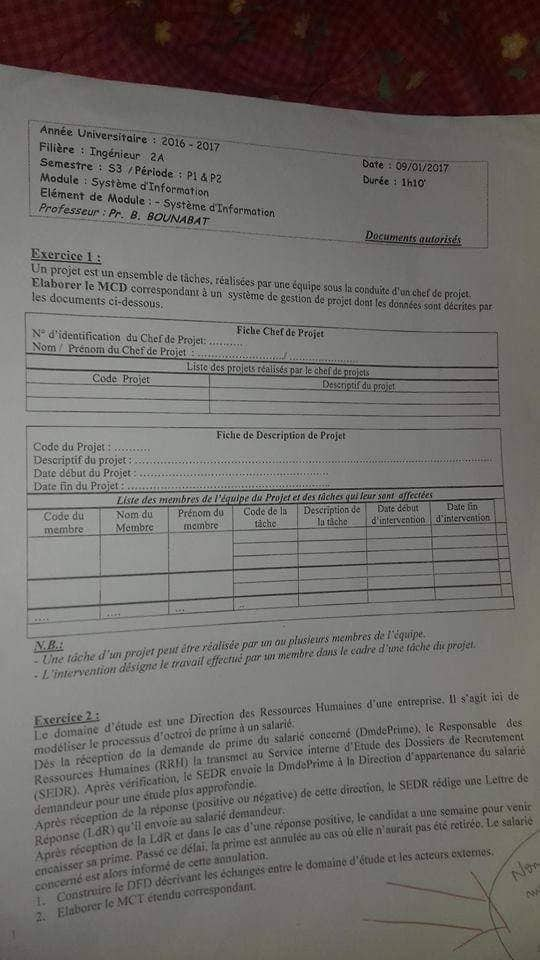 Année Universitaire : 2016 - 2017
Filière : Ingénieur 2A
Semestre : S3 /Période : P1 & P2
Module : Système d'Information
Elément de Module : - Système d'Information
Professeur : Pr. B. BOUNABAT
Date : 09/01/2017
Durée : 1h10'
Documents autorisés
Exercice 1 :
Un projet est un ensemble de tâches, réalisées par une équipe sous la conduite d'un chef de projet.
Elaborer le MCD correspondant à un système de gestion de projet dont les données sont décrites par
les documents ci-dessous.
Fiche Chef de Projet
N° d'identification du Chef de Projet: ..........
Nom / Prénom du Chef de Projet : ........................../ .....................
Liste des projets réalisés par le chef de projets
Code Projet Descriptif du projet
Fiche de Description de Projet
Code du Projet : ..........
Descriptif du projet : ..........................................................................................
Date début du Projet : ..................................................
Date fin du Projet : ......................................................
Liste des membres de l'équipe du Projet et des tâches qui leur sont affectées
Code du membre Nom du Membre Prénom du membre Code de la tâche Description de la tâche Date début d'intervention Date fin d'intervention
.... .... ... ..
N.B.:
- Une tâche d'un projet peut être réalisée par un ou plusieurs membres de l'équipe.
- L'intervention désigne le travail effectué par un membre dans le cadre d'une tâche du projet.
Exercice 2 :
Le domaine d'étude est une Direction des Ressources Humaines d'une entreprise. Il s'agit ici de
modéliser le processus d'octroi de prime à un salarié.
Dès la réception de la demande de prime du salarié concerné (DmdePrime), le Responsable des
Ressources Humaines (RRH) la transmet au Service interne d'Etude des Dossiers de Recrutement
(SEDR). Après vérification, le SEDR envoie la DmdePrime à la Direction d'appartenance du salarié
demandeur pour une étude plus approfondie.
Après réception de la réponse (positive ou négative) de cette direction, le SEDR rédige une Lettre de
Réponse (LdR) qu'il envoie au salarié demandeur.
Après réception de la LdR et dans le cas d'une réponse positive, le candidat a une semaine pour venir
encaisser sa prime. Passé ce délai, la prime est annulée au cas où elle n'aurait pas été retirée. Le salarié
concerné est alors informé de cette annulation.
1. Construire le DFD décrivant les échanges entre le domaine d'étude et les acteurs externes.
2. Elaborer le MCT étendu correspondant.
1